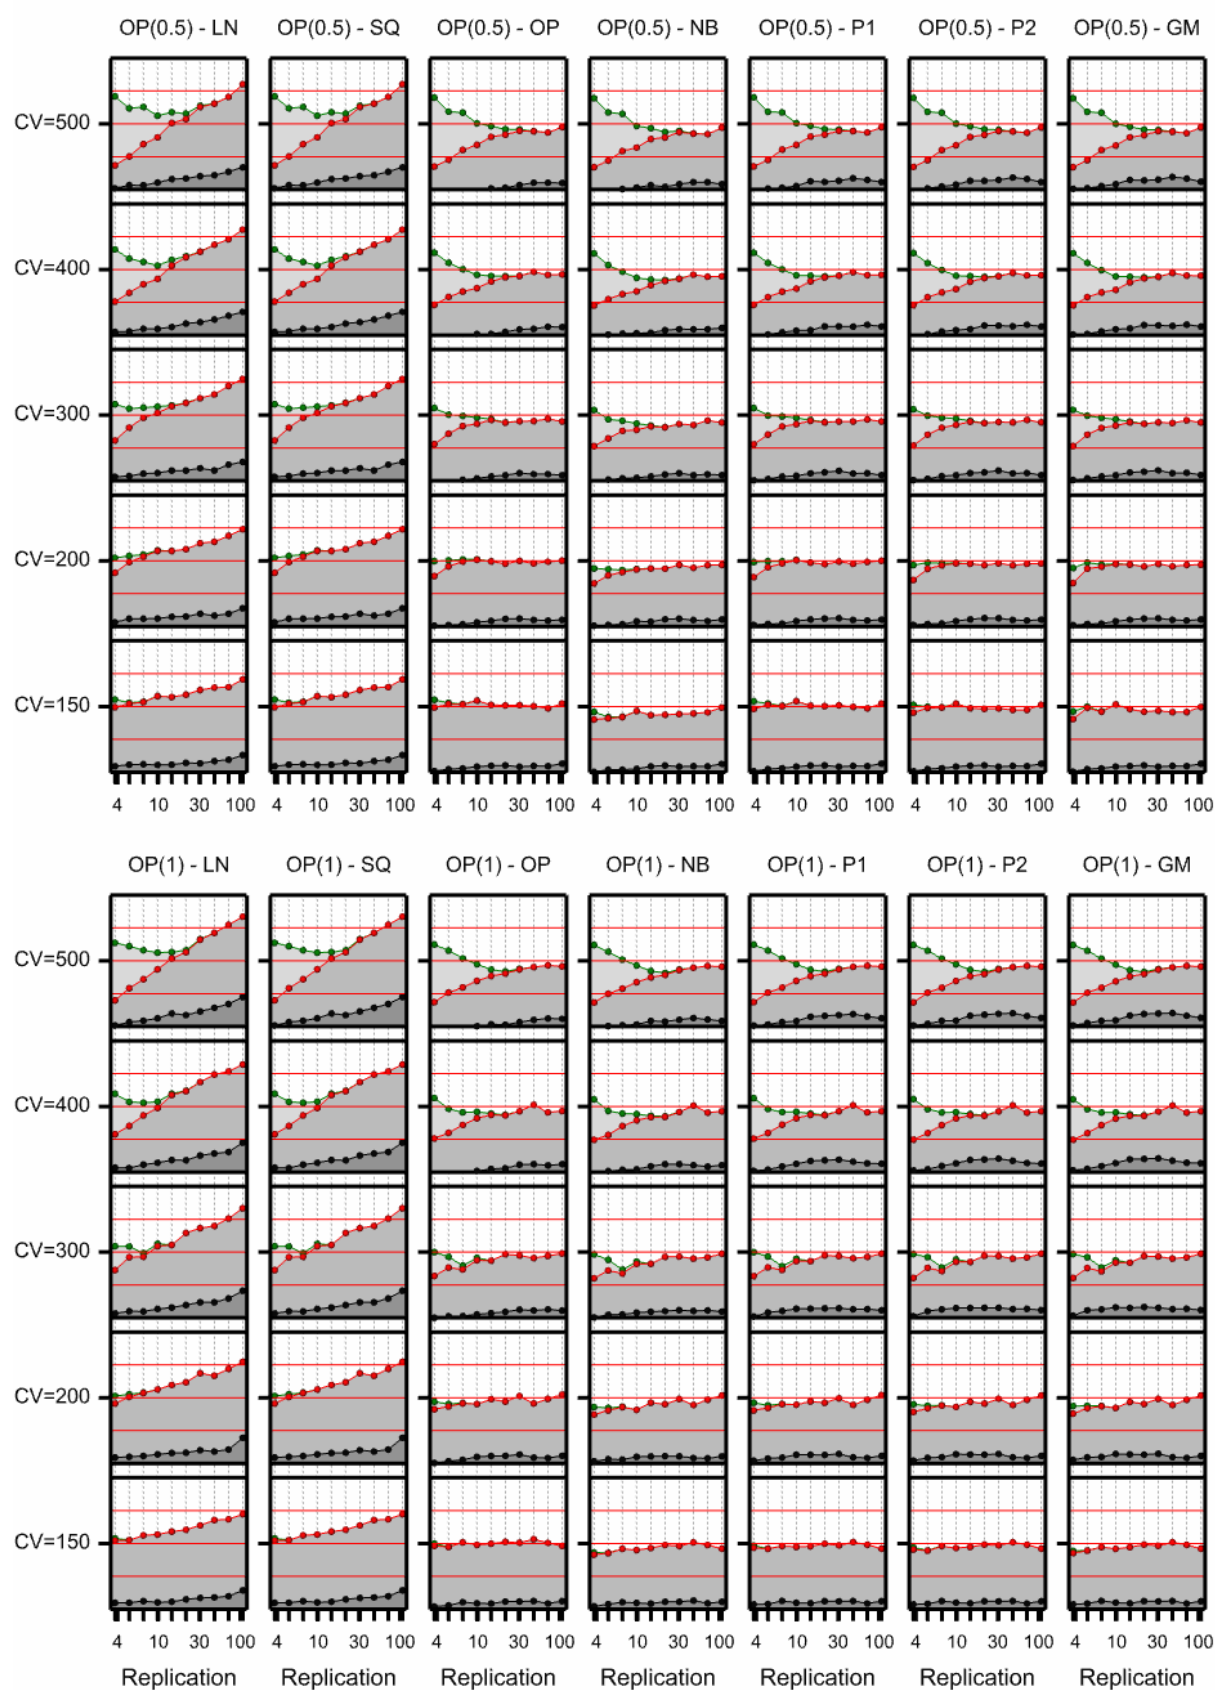 OP(0.5) - LN OP(0.5) - SQ OP(0.5) - OP OP(0.5) - NB OP(0.5) - P1 OP(0.5) - P2 OP(0.5) - GM
CV=500
CV=400
CV=300
CV=200
CV=150
4 10 30 100 4 10 30 100 4 10 30 100 4 10 30 100 4 10 30 100 4 10 30 100 4 10 30 100
OP(1) - LN OP(1) - SQ OP(1) - OP OP(1) - NB OP(1) - P1 OP(1) - P2 OP(1) - GM
CV=500
CV=400
CV=300
CV=200
CV=150
4 10 30 100 4 10 30 100 4 10 30 100 4 10 30 100 4 10 30 100 4 10 30 100 4 10 30 100
Replication Replication Replication Replication Replication Replication Replication